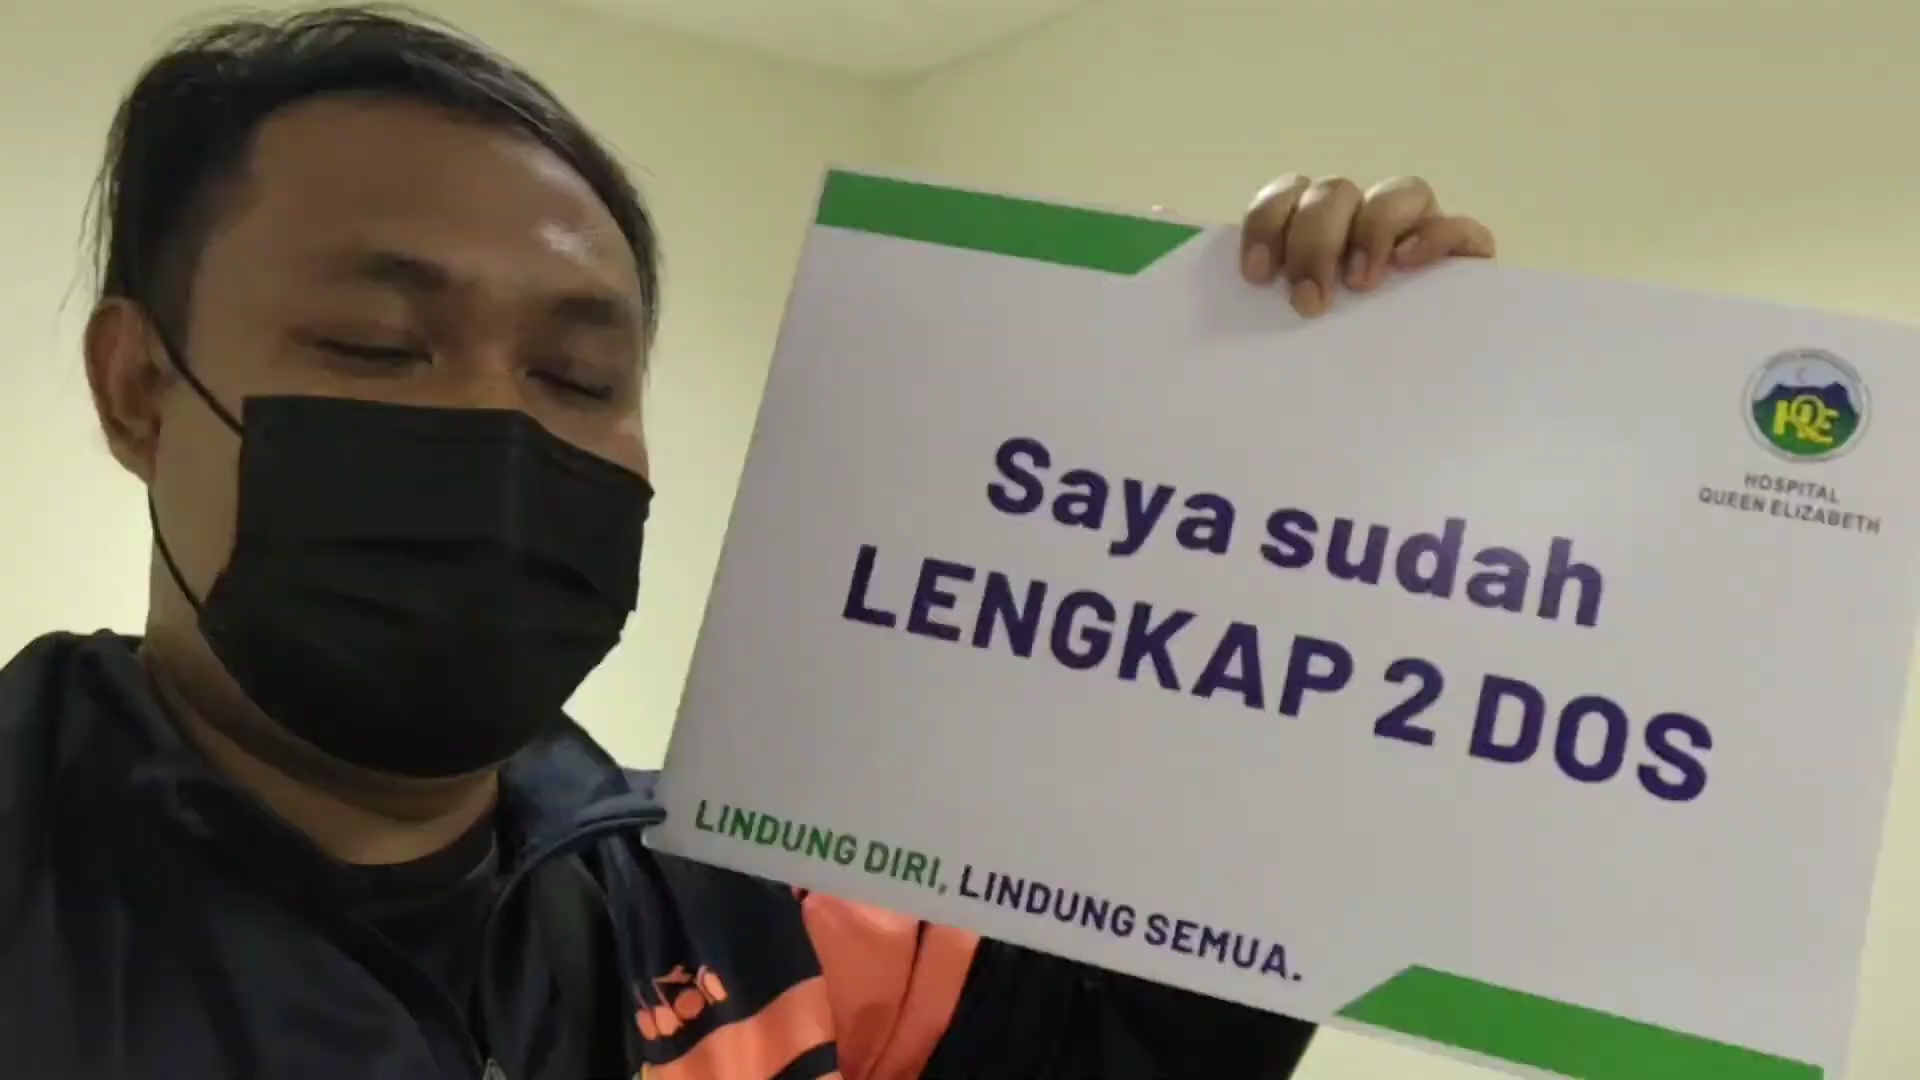 HQE
HOSPITAL
QUEEN ELIZABETH
Saya sudah
LENGKAP 2 DOS
LINDUNG DIRI, LINDUNG SEMUA.